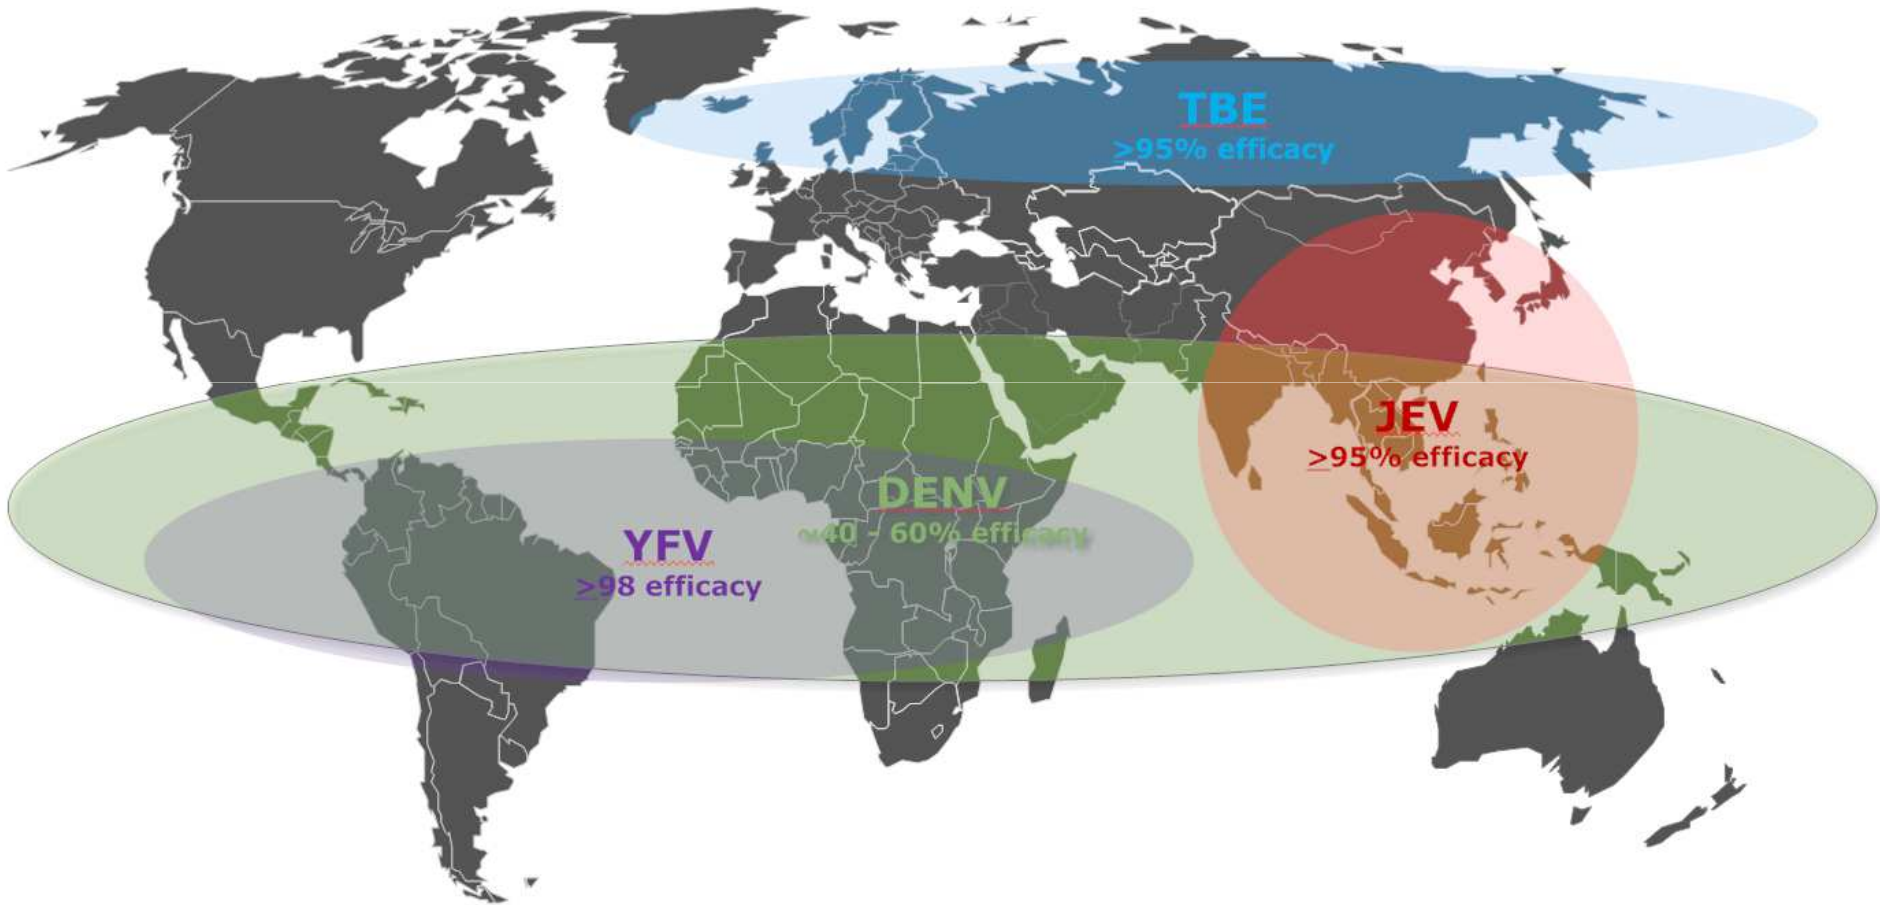 TBE
≥95% efficacy
JEV
≥95% efficacy
DENV
~40 - 60% efficacy
YFV
≥98 efficacy